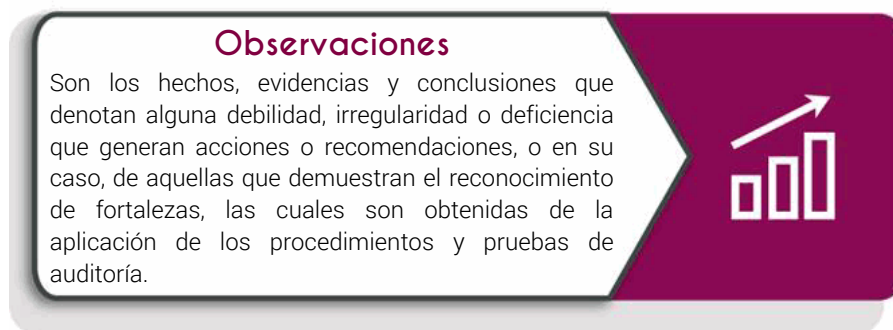 Observaciones
Son los hechos, evidencias y conclusiones que
denotan alguna debilidad, irregularidad o deficiencia
que generan acciones o recomendaciones, o en su
caso, de aquellas que demuestran el reconocimiento
de fortalezas, las cuales son obtenidas de la
aplicación de los procedimientos y pruebas de
auditoría.